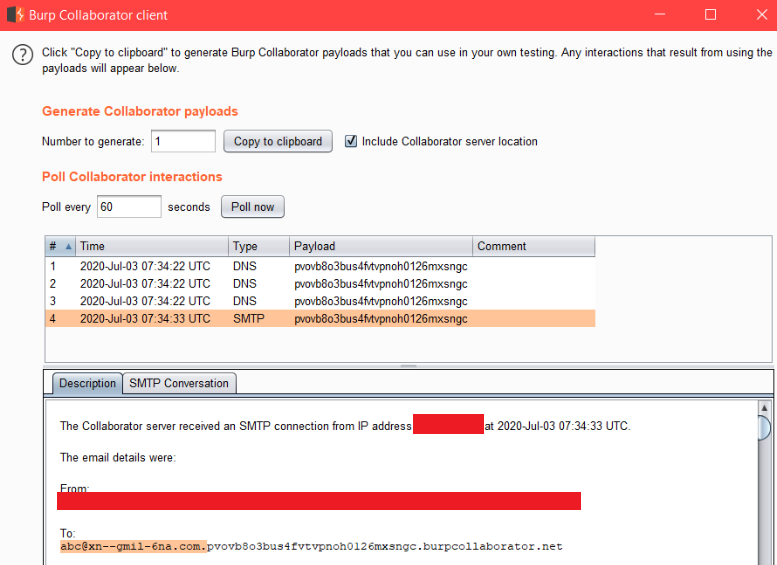 Burp Collaborator client
Click "Copy to clipboard" to generate Burp Collaborator payloads that you can use in your own testing. Any interactions that result from using the
payloads will appear below.
Generate Collaborator payloads
Number to generate: 1 Copy to clipboard Include Collaborator server location
Poll Collaborator interactions
Poll every 60 seconds Poll now
# Time Type Payload Comment
1 2020-Jul-03 07:34:22 UTC DNS pvovb8o3bus4fvtvpnoh0126mxsngc
2 2020-Jul-03 07:34:22 UTC DNS pvovb8o3bus4fvtvpnoh0126mxsngc
3 2020-Jul-03 07:34:22 UTC DNS pvovb8o3bus4fvtvpnoh0126mxsngc
4 2020-Jul-03 07:34:33 UTC SMTP pvovb8o3bus4fvtvpnoh0126mxsngc
Description SMTP Conversation
The Collaborator server received an SMTP connection from IP address at 2020-Jul-03 07:34:33 UTC.
The email details were:
From:
To:
abc@xn--gmil-6na.com.pvovb8o3bus4fvtvpnoh0126mxsngc.burpcollaborator.net